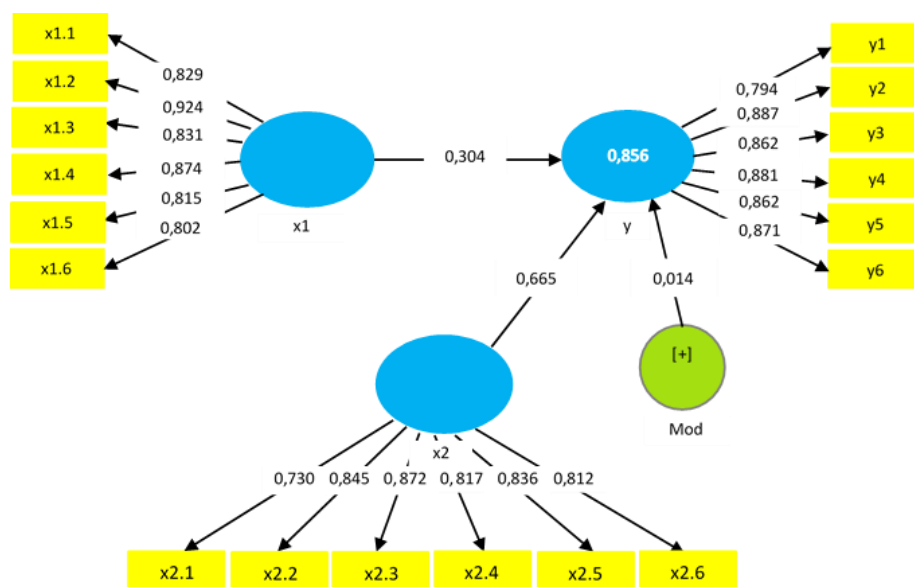 x1.1
x1.2
x1.3
x1.4
x1.5
x1.6
0,829
0,924
0,831
0,874
0,815
0,802
x1
0,304
0,856
y
0,794
0,887
0,862
0,881
0,862
0,871
y1
y2
y3
y4
y5
y6
0,665
0,014
[+]
Mod
x2
0,730
0,845
0,872
0,817
0,836
0,812
x2.1
x2.2
x2.3
x2.4
x2.5
x2.6